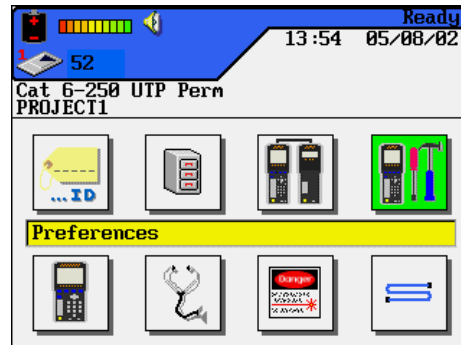 Ready
13:54 05/08/02
1
52
Cat 6-250 UTP Perm
PROJECT1
...ID
Preferences
Danger